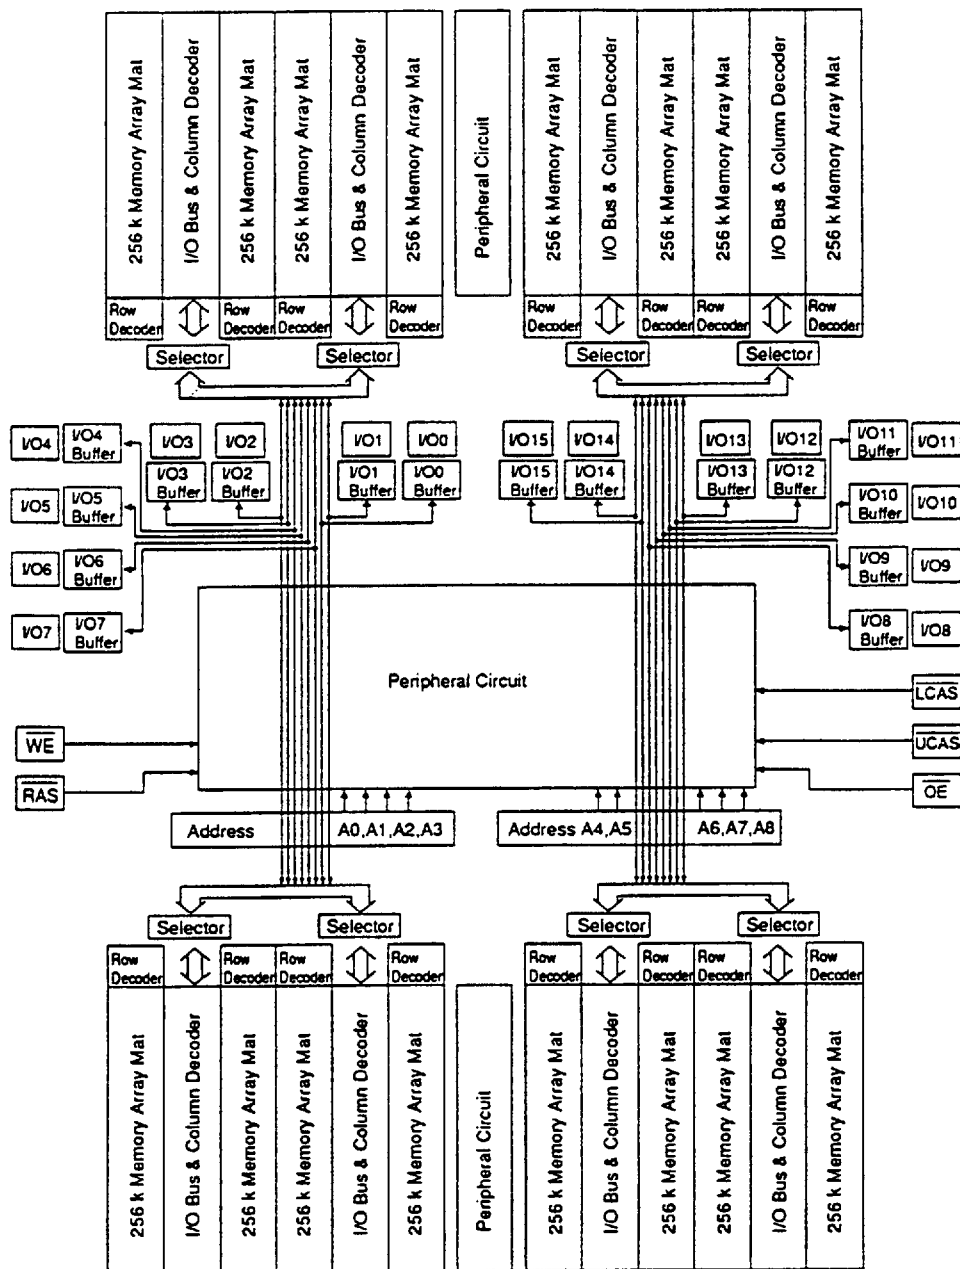 256 k Memory Array Mat
I/O Bus & Column Decoder
256 k Memory Array Mat
256 k Memory Array Mat
I/O Bus & Column Decoder
256 k Memory Array Mat
Peripheral Circuit
256 k Memory Array Mat
I/O Bus & Column Decoder
256 k Memory Array Mat
256 k Memory Array Mat
I/O Bus & Column Decoder
256 k Memory Array Mat
Row
Decoder
Row
Decoder
Row
Decoder
Row
Decoder
Row
Decoder
Row
Decoder
Row
Decoder
Row
Decoder
Selector
Selector
Selector
Selector
I/O4
I/O4
Buffer
I/O3
I/O2
I/O1
I/O0
I/O3
Buffer
I/O2
Buffer
I/O1
Buffer
I/O0
Buffer
I/O15
I/O14
I/O13
I/O12
I/O15
Buffer
I/O14
Buffer
I/O13
Buffer
I/O12
Buffer
I/O11
Buffer
I/O11
I/O5
I/O5
Buffer
I/O10
Buffer
I/O10
I/O6
I/O6
Buffer
I/O9
Buffer
I/O9
I/O7
I/O7
Buffer
I/O8
Buffer
I/O8
Peripheral Circuit
LCAS
WE
UCAS
RAS
OE
Address A0,A1,A2,A3
Address A4,A5 A6,A7,A8
Selector
Selector
Selector
Selector
Row
Decoder
Row
Decoder
Row
Decoder
Row
Decoder
Row
Decoder
Row
Decoder
Row
Decoder
Row
Decoder
256 k Memory Array Mat
I/O Bus & Column Decoder
256 k Memory Array Mat
256 k Memory Array Mat
I/O Bus & Column Decoder
256 k Memory Array Mat
Peripheral Circuit
256 k Memory Array Mat
I/O Bus & Column Decoder
256 k Memory Array Mat
256 k Memory Array Mat
I/O Bus & Column Decoder
256 k Memory Array Mat